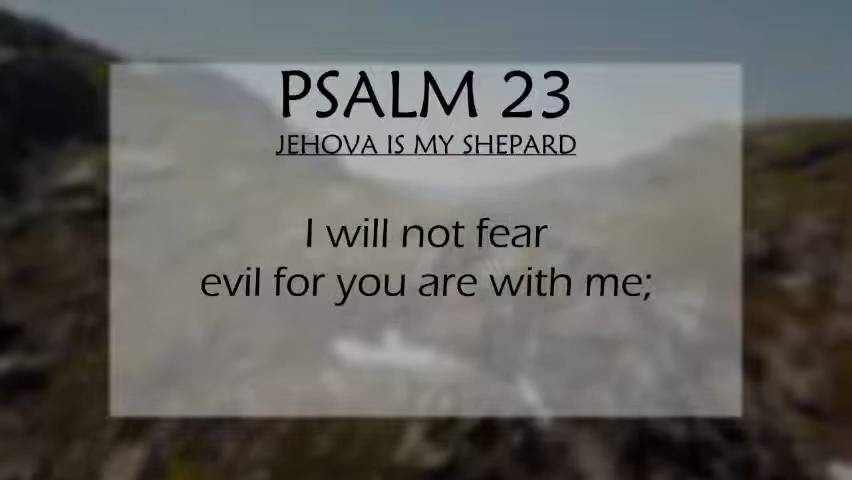 PSALM 23
JEHOVA IS MY SHEPARD
I will not fear
evil for you are with me;